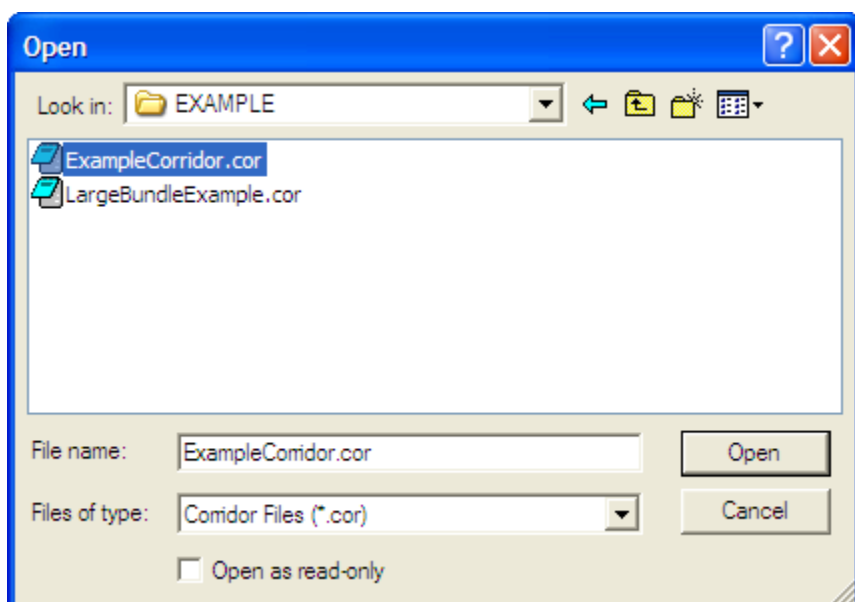 Open
Look in: EXAMPLE
ExampleCorridor.cor
LargeBundleExample.cor
File name: ExampleCorridor.cor Open
Files of type: Corridor Files (*.cor) Cancel
Open as read-only